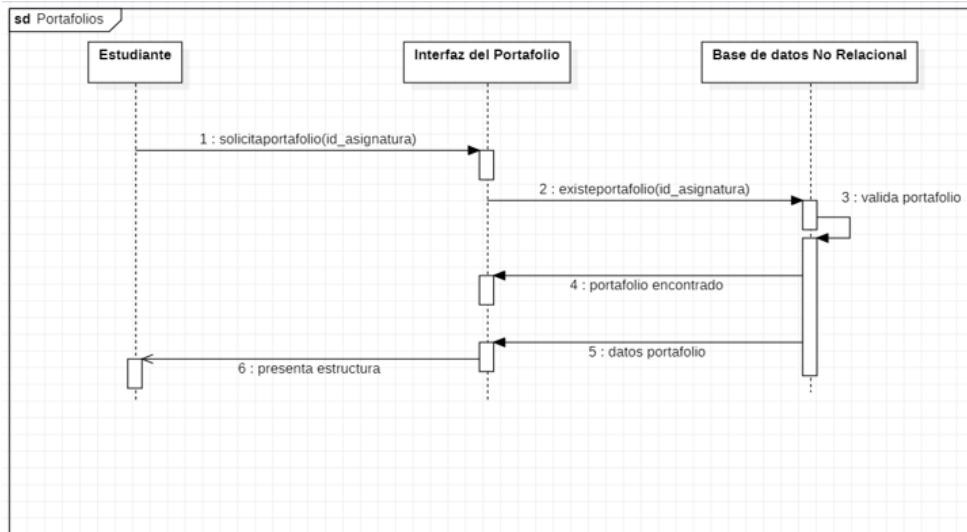 sd Portafolios
Estudiante
Interfaz del Portafolio
Base de datos No Relacional
1 : solicitaportafolio(id_asignatura)
2 : existeportafolio(id_asignatura)
3 : valida portafolio
4 : portafolio encontrado
5 : datos portafolio
6 : presenta estructura